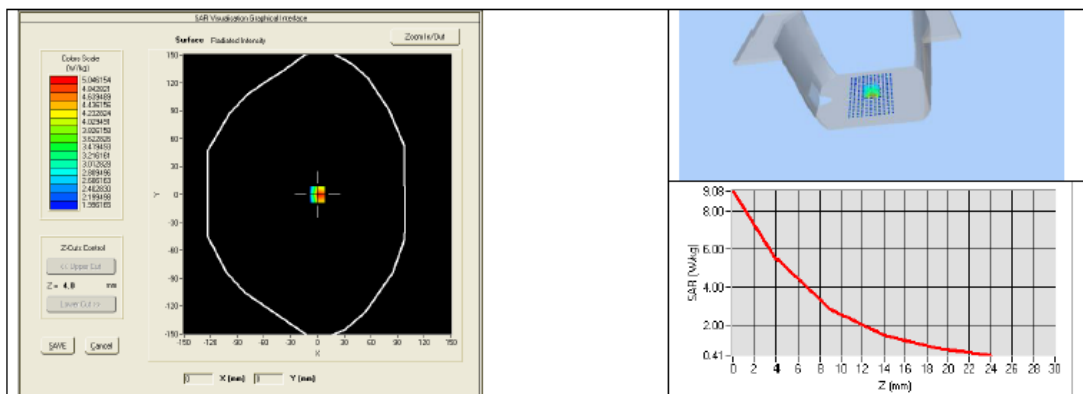 SAR Visualisation Graphical Interface
Surface Radiated Intensity
Zoom In/Out
Colors Scale
(W/kg)
5.046154
4.842821
4.639489
4.436156
4.232824
4.029491
3.826159
3.622826
3.419493
3.216161
3.012828
2.809496
2.606163
2.402830
2.199498
1.996165
Z-Cuts Control
<< Upper Cut
Z = 4.0 mm
Lower Cut >>
SAVE Cancel
150
120
90
60
30
0
-30
-60
-90
-120
-150
Y
-150 -120 -90 -60 -30 0 30 60 90 120 150
X
0 X (mm) 0 Y (mm)
9.08
8.00
6.00
4.00
2.00
0.41
SAR (W/kg)
0 2 4 6 8 10 12 14 16 18 20 22 24 26 28 30
Z (mm)